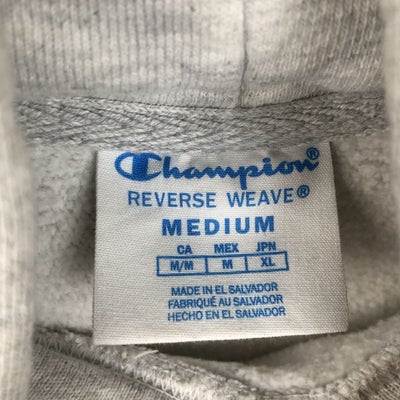 Champion®
REVERSE WEAVE®
MEDIUM
CA MEX JPN
M/M M XL
MADE IN EL SALVADOR
FABRIQUÉ AU SALVADOR
HECHO EN EL SALVADOR